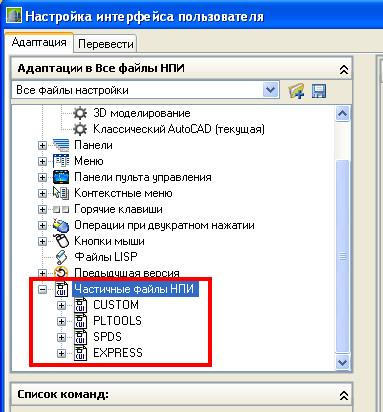 Настройка интерфейса пользователя
Адаптация
Перевести
Адаптации в Все файлы НПИ
Все файлы настройки
3D моделирование
Классический AutoCAD (текущая)
Панели
Меню
Панели пульта управления
Контекстные меню
Горячие клавиши
Операции при двукратном нажатии
Кнопки мыши
Файлы LISP
Предыдущая версия
Частичные файлы НПИ
CUSTOM
PLTOOLS
SPDS
EXPRESS
Список команд: